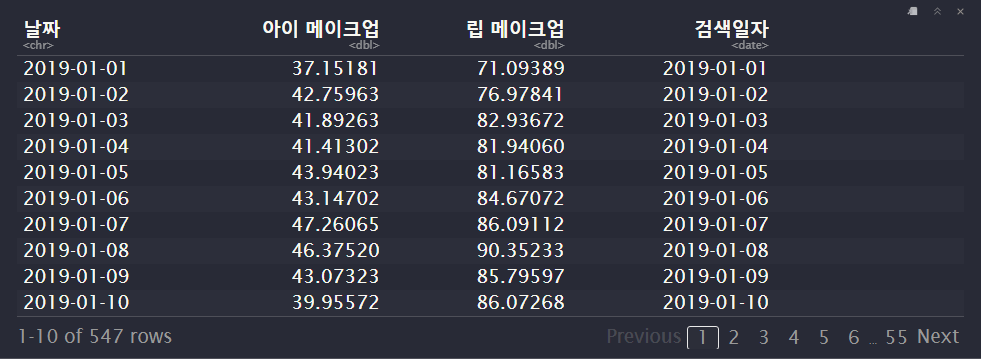 날짜 아이 메이크업 립 메이크업 검색일자
<chr> <dbl> <dbl> <date>
2019-01-01 37.15181 71.09389 2019-01-01
2019-01-02 42.75963 76.97841 2019-01-02
2019-01-03 41.89263 82.93672 2019-01-03
2019-01-04 41.41302 81.94060 2019-01-04
2019-01-05 43.94023 81.16583 2019-01-05
2019-01-06 43.14702 84.67072 2019-01-06
2019-01-07 47.26065 86.09112 2019-01-07
2019-01-08 46.37520 90.35233 2019-01-08
2019-01-09 43.07323 85.79597 2019-01-09
2019-01-10 39.95572 86.07268 2019-01-10
1-10 of 547 rows Previous 1 2 3 4 5 6 ... 55 Next